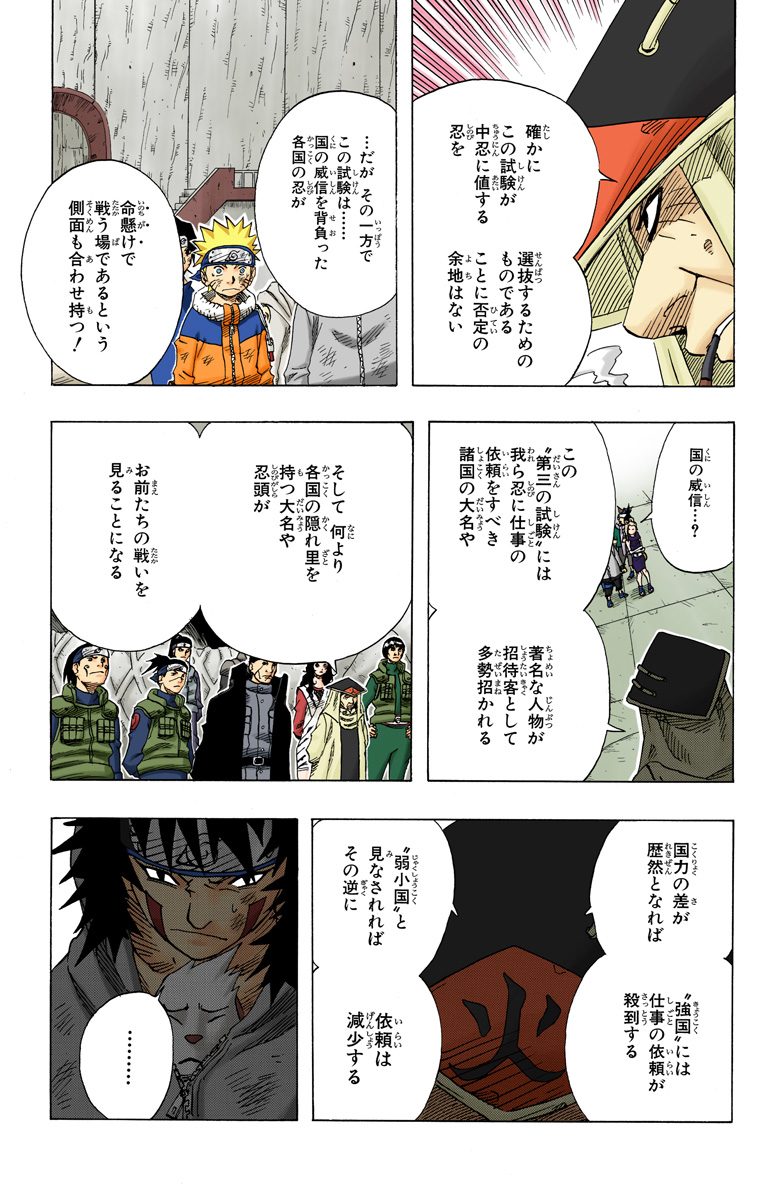 確かに
この試験が
中忍に値する
忍を
選抜するための
ものである
ことに否定の
余地はない
…だが その一方で
この試験は……
国の威信を背負った
各国の忍が
命懸けで
戦う場であるという
側面も合わせ持つ！
国の威信…？
この
〝第三の試験〟には
我ら忍に仕事の
依頼をすべき
諸国の大名や
著名な人物が
招待客として
多勢招かれる
そして 何より
各国の隠れ里を
持つ大名や
忍頭が
お前たちの戦いを
見ることになる
国力の差が
歴然となれば
〝強国〟には
仕事の依頼が
殺到する
〝弱小国〟と
見なされれば
その逆に
依頼は
減少する
火
………